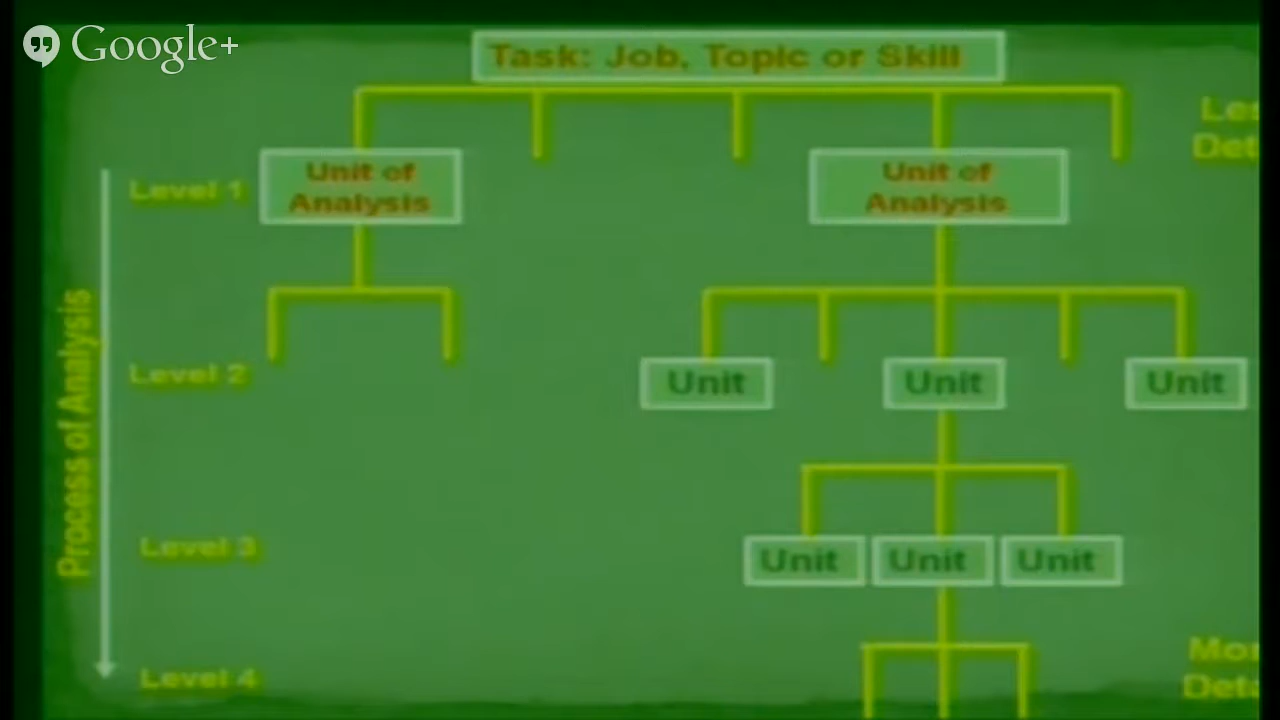 Google+
Task: Job, Topic or Skill
Unit of
Analysis
Unit of
Analysis
Level 1
Process of Analysis
Level 2
Unit
Unit
Unit
Level 3
Unit
Unit
Unit
Level 4